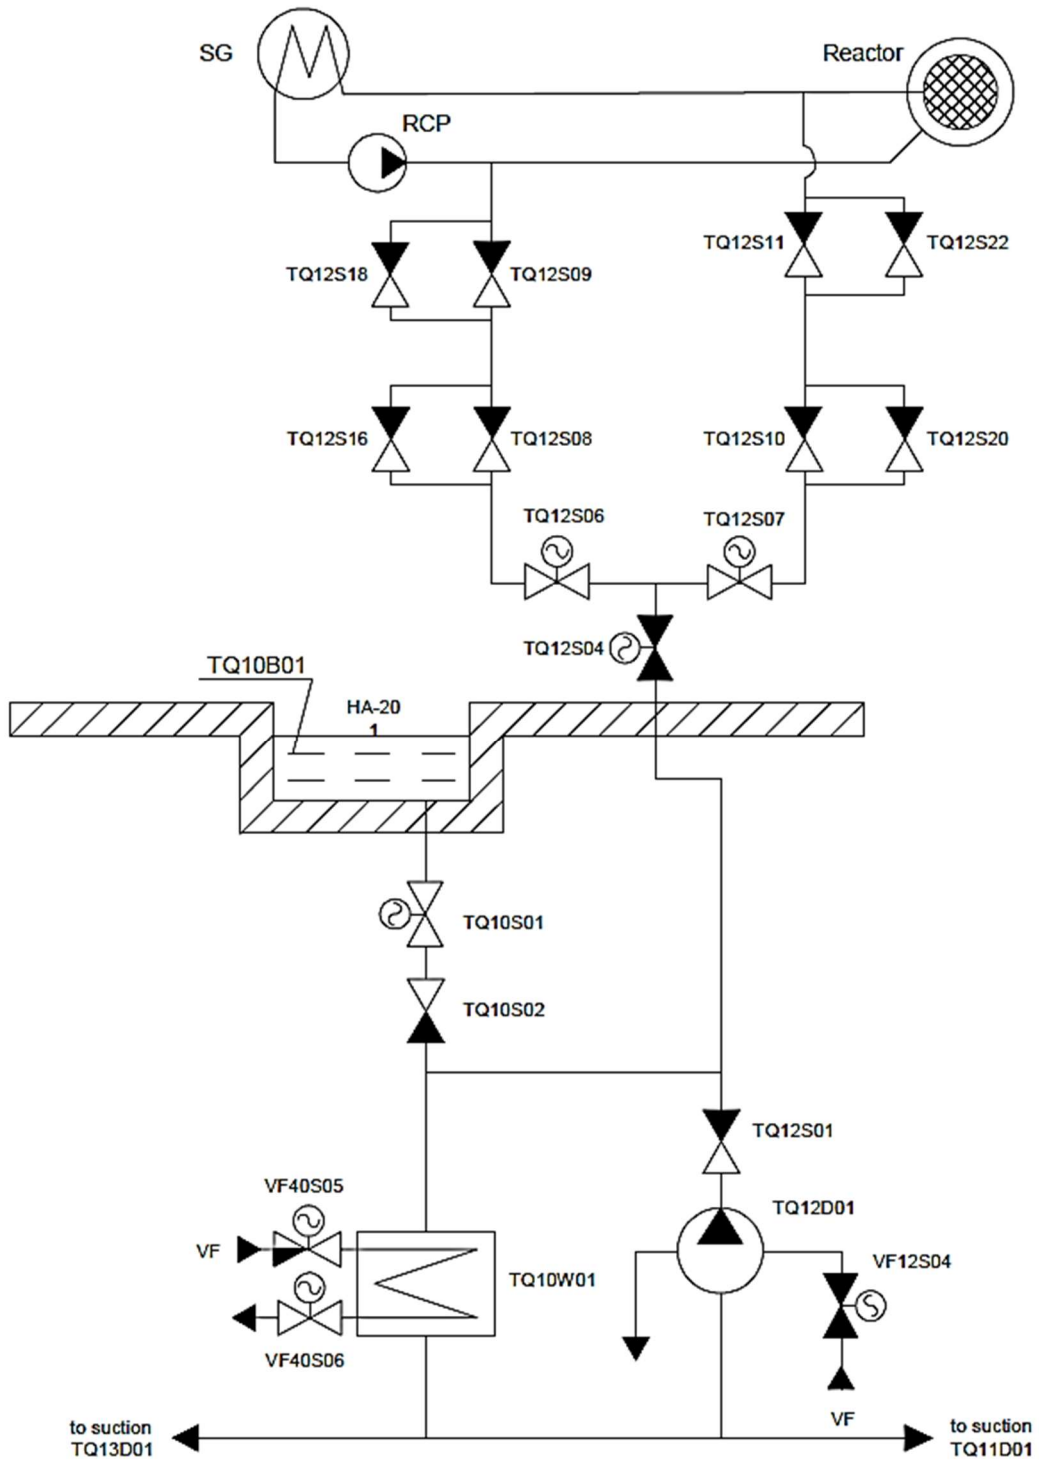 SG
Reactor
RCP
TQ12S11
TQ12S22
TQ12S18
TQ12S09
TQ12S16
TQ12S08
TQ12S10
TQ12S20
TQ12S06
TQ12S07
TQ12S04
TQ10B01
HA-20
1
TQ10S01
TQ10S02
TQ12S01
VF40S05
TQ12D01
VF
TQ10W01
VF12S04
VF40S06
VF
to suction
TQ13D01
to suction
TQ11D01